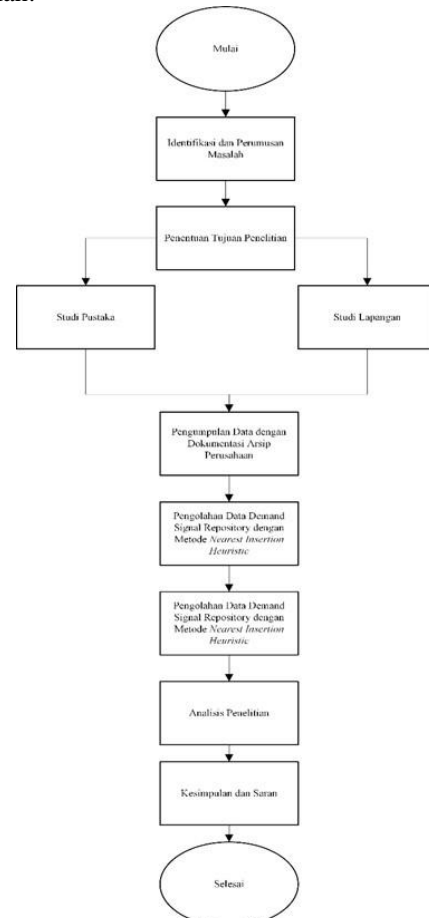 Mulai
Identifikasi dan Perumusan
Masalah
Penentuan Tujuan Penelitian
Studi Pustaka
Studi Lapangan
Pengumpulan Data dengan
Dokumentasi Arsip
Perusahaan
Pengolahan Data Demand
Signal Repository dengan
Metode Nearest Insertion
Heuristic
Pengolahan Data Demand
Signal Repository dengan
Metode Nearest Insertion
Heuristic
Analisis Penelitian
Kesimpulan dan Saran
Selesai